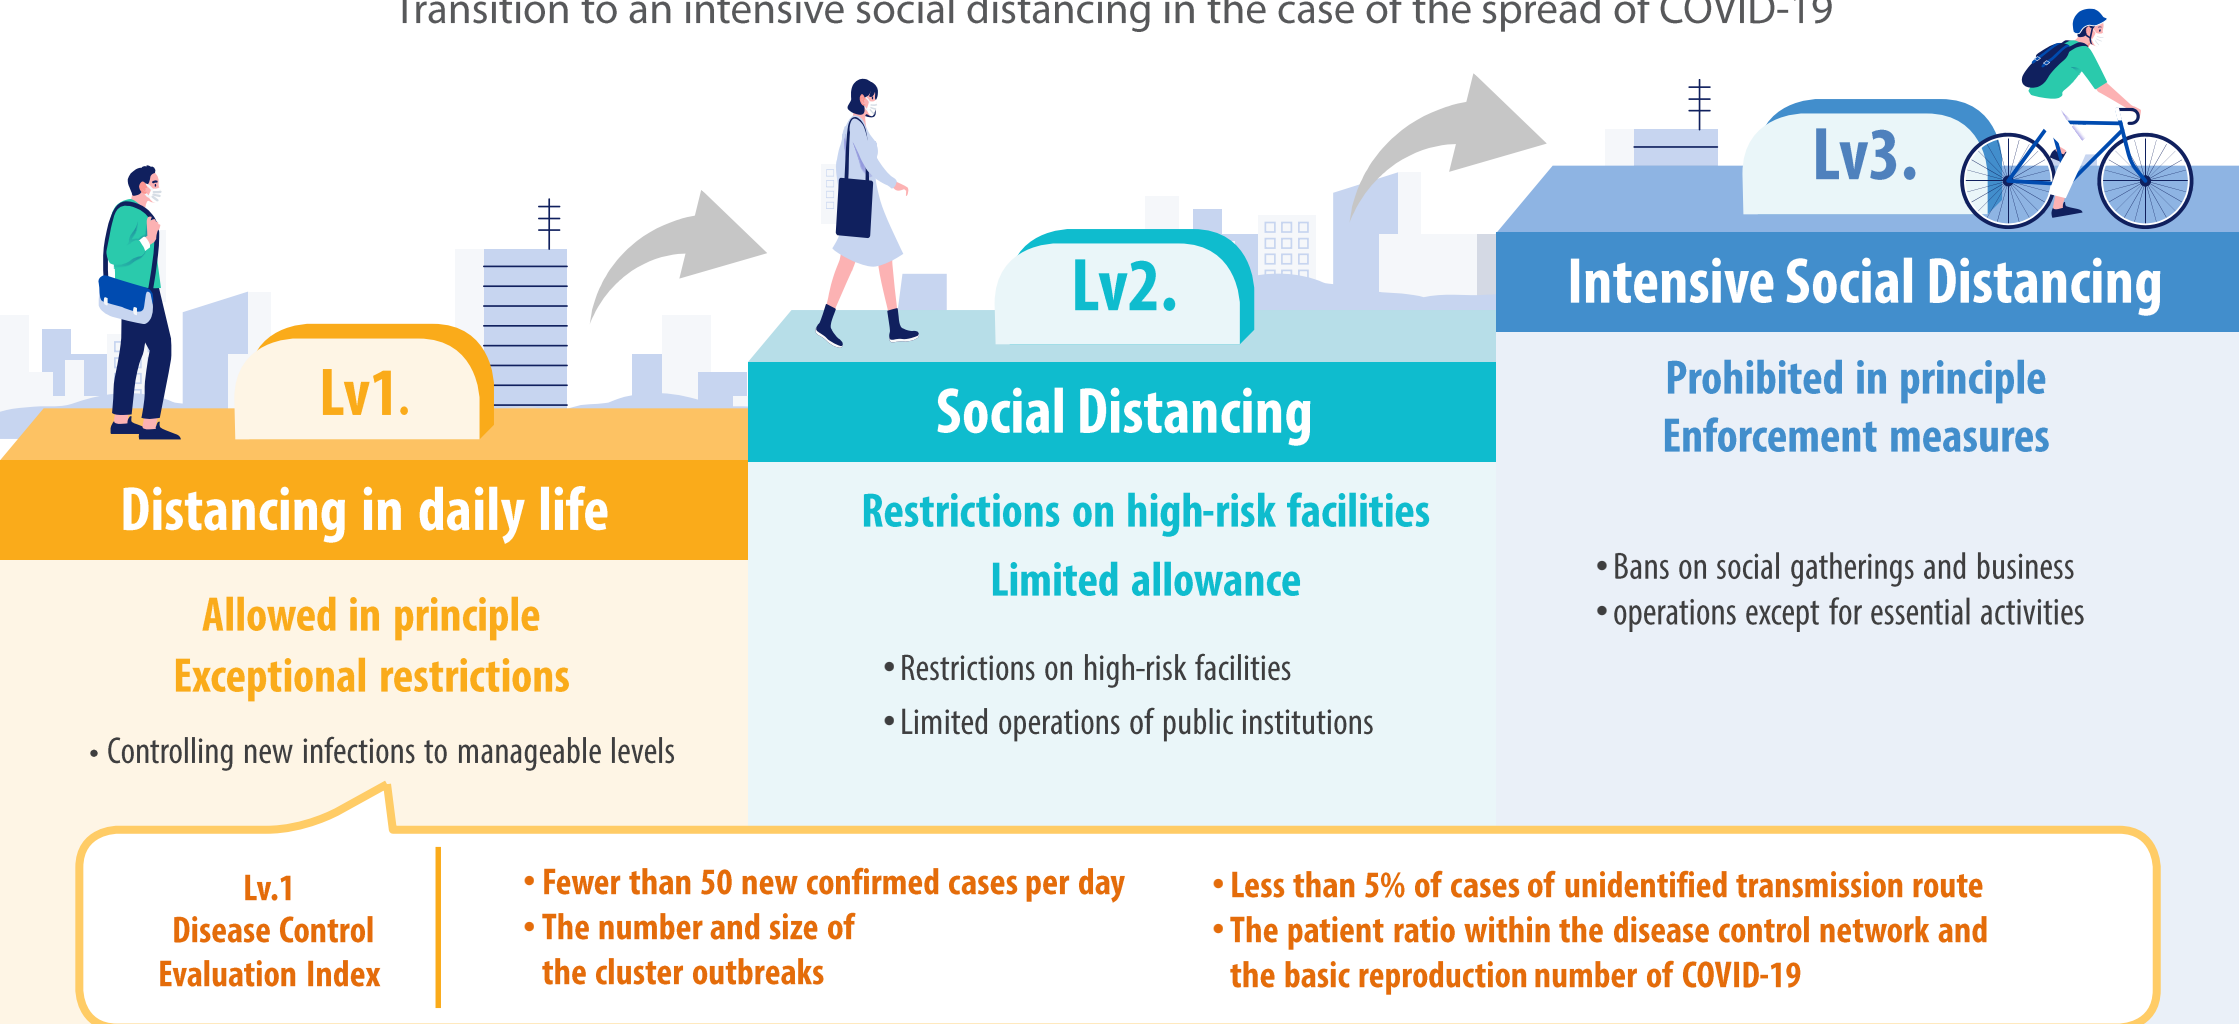 Transition to an intensive social distancing in the case of the spread of COVID-19
Lv1.
Distancing in daily life
Allowed in principle
Exceptional restrictions
• Controlling new infections to manageable levels
Lv2.
Social Distancing
Restrictions on high-risk facilities
Limited allowance
• Restrictions on high-risk facilities
• Limited operations of public institutions
Lv3.
Intensive Social Distancing
Prohibited in principle
Enforcement measures
• Bans on social gatherings and business
• operations except for essential activities
Lv.1
Disease Control
Evaluation Index
• Fewer than 50 new confirmed cases per day
• The number and size of
the cluster outbreaks
• Less than 5% of cases of unidentified transmission route
• The patient ratio within the disease control network and
the basic reproduction number of COVID-19